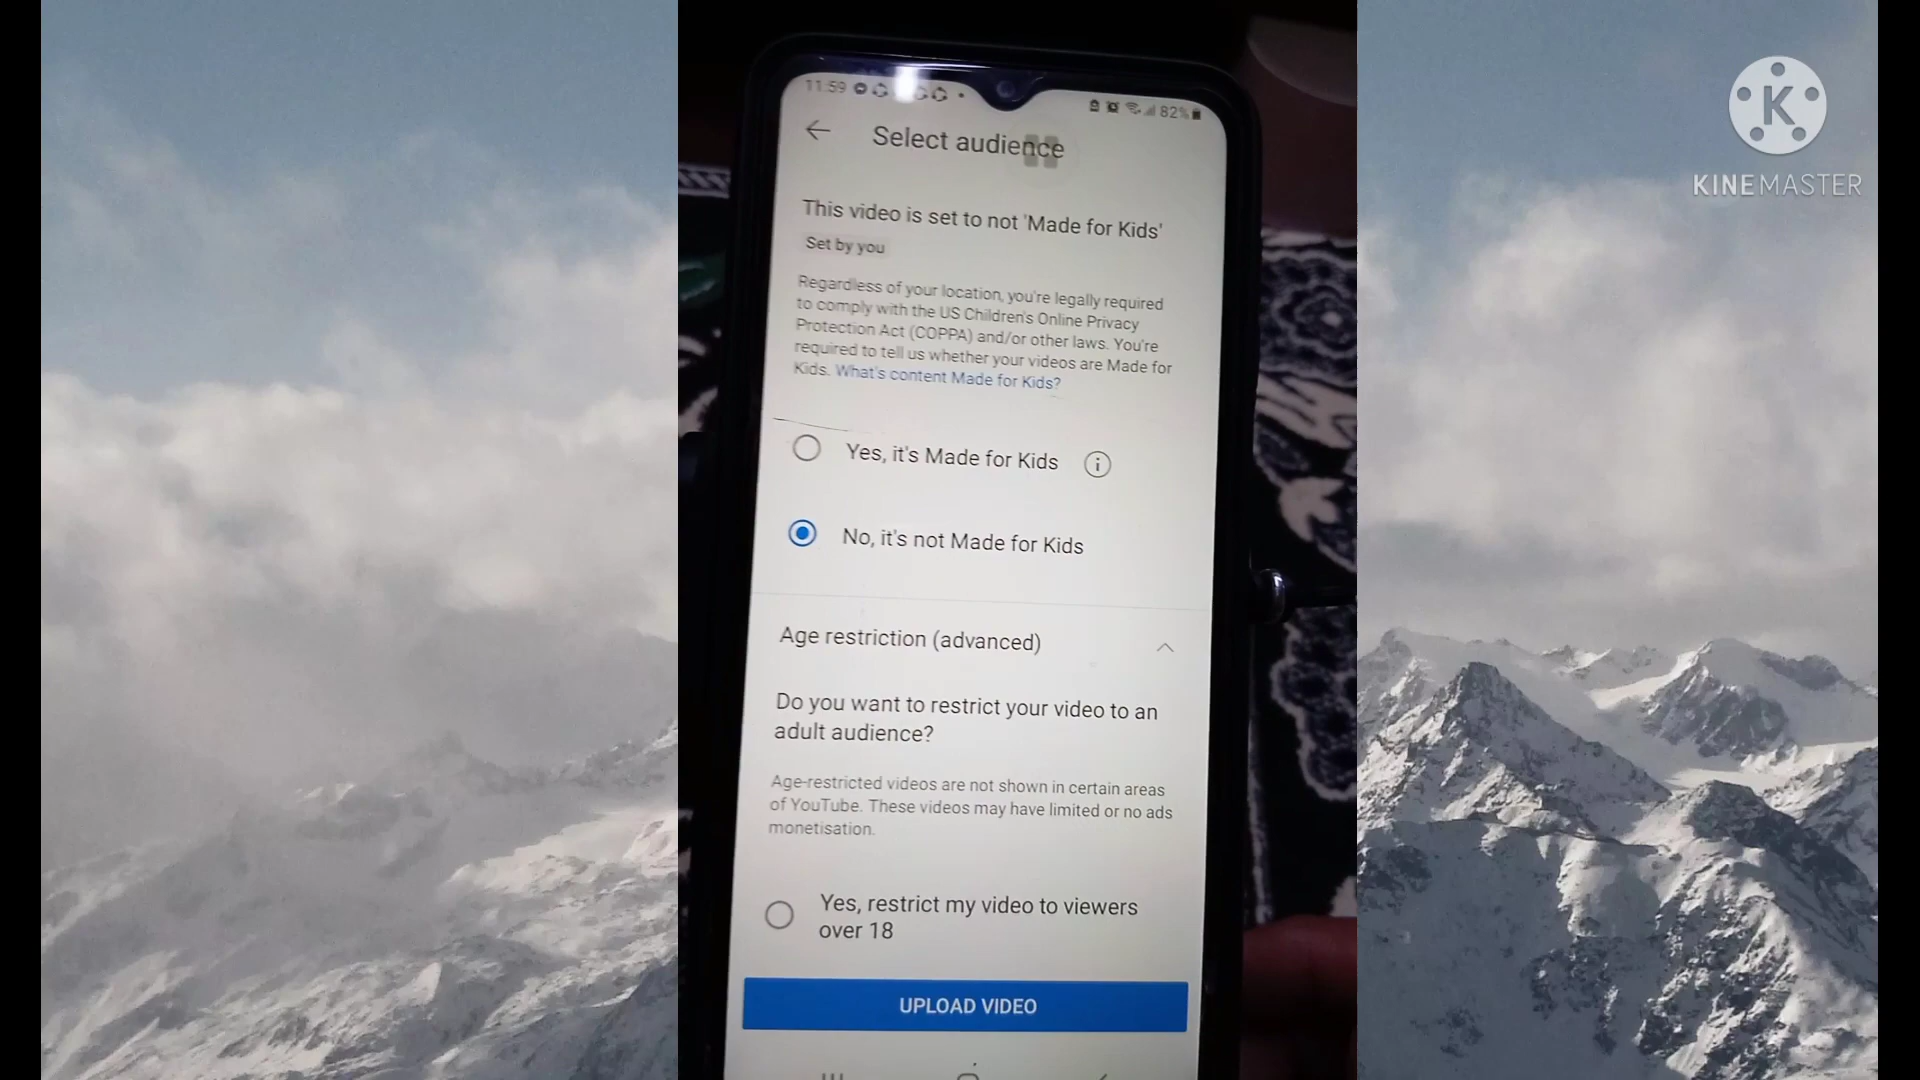 11:59
82%
Select audience
This video is set to not 'Made for Kids'
Set by you
Regardless of your location, you're legally required
to comply with the US Children's Online Privacy
Protection Act (COPPA) and/or other laws. You're
required to tell us whether your videos are Made for
Kids. What's content Made for Kids?
Yes, it's Made for Kids
No, it's not Made for Kids
Age restriction (advanced)
Do you want to restrict your video to an
adult audience?
Age-restricted videos are not shown in certain areas
of YouTube. These videos may have limited or no ads
monetisation.
Yes, restrict my video to viewers
over 18
UPLOAD VIDEO
K
KINEMASTER